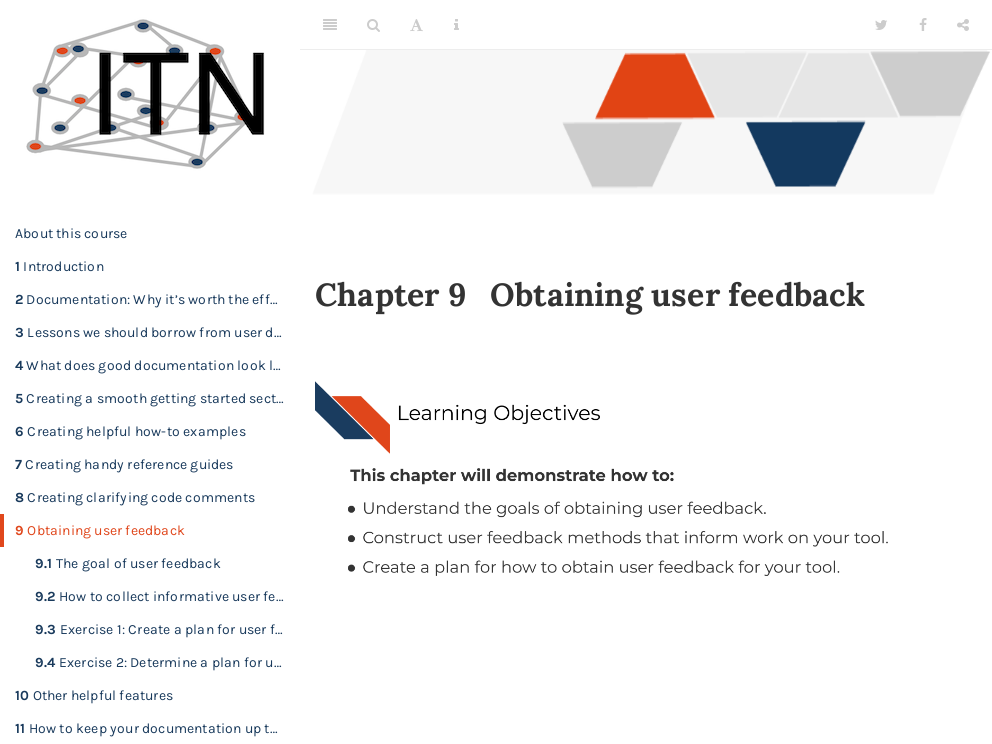 ITN
About this course
1 Introduction
2 Documentation: Why it's worth the eff…
3 Lessons we should borrow from user d…
4 What does good documentation look l…
5 Creating a smooth getting started sect…
6 Creating helpful how-to examples
7 Creating handy reference guides
8 Creating clarifying code comments
9 Obtaining user feedback
9.1 The goal of user feedback
9.2 How to collect informative user fe…
9.3 Exercise 1: Create a plan for user f…
9.4 Exercise 2: Determine a plan for u…
10 Other helpful features
11 How to keep your documentation up t…
A
Chapter 9 Obtaining user feedback
Learning Objectives
This chapter will demonstrate how to:
• Understand the goals of obtaining user feedback.
• Construct user feedback methods that inform work on your tool.
• Create a plan for how to obtain user feedback for your tool.